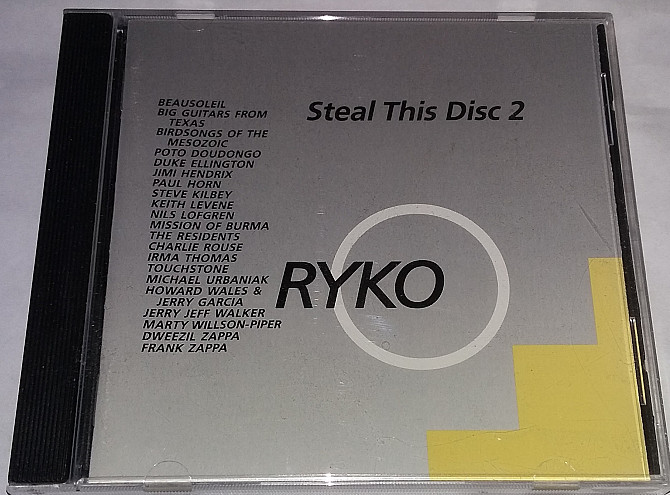 Steal This Disc 2
BEAUSOLEIL
BIG GUITARS FROM
TEXAS
BIRDSONGS OF THE
MESOZOIC
POTO DOUDONGO
DUKE ELLINGTON
JIMI HENDRIX
PAUL HORN
STEVE KILBEY
KEITH LEVENE
NILS LOFGREN
MISSION OF BURMA
THE RESIDENTS
CHARLIE ROUSE
IRMA THOMAS
TOUCHSTONE
MICHAEL URBANIAK
HOWARD WALES &
JERRY GARCIA
JERRY JEFF WALKER
MARTY WILLSON-PIPER
DWEEZIL ZAPPA
FRANK ZAPPA
RYKO